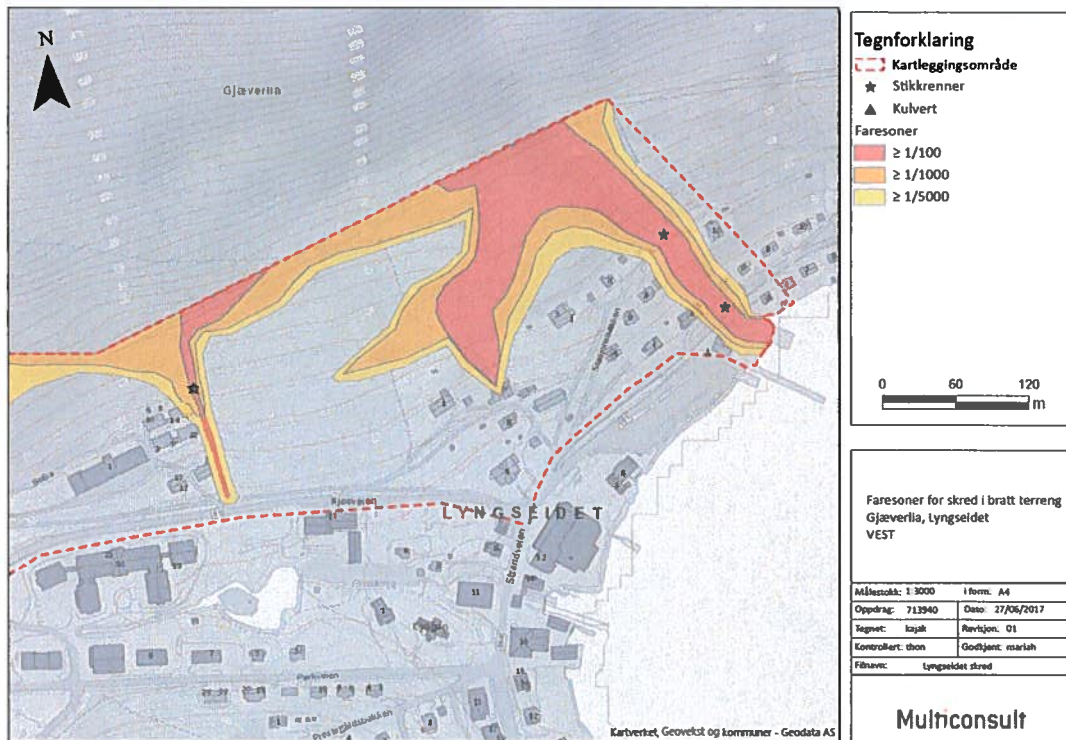 N
Gjæverlia
Kjosveien
LYNGSEIDET
Strandveien
Parkveien
Kartverket, Geovekst og kommuner - Geodata AS
Tegnforklaring
Kartleggingsområde
Stikkrenner
Kulvert
Faresoner
≥ 1/100
≥ 1/1000
≥ 1/5000
0 60 120
m
Faresoner for skred i bratt terreng
Gjæverlia, Lyngseidet
VEST
Målestokk: 1:3000 i form: A4
Oppdrag: 713940 Dato: 27/06/2017
Tegnet: kajak Revisjon: 01
Kontrollert: thon Godkjent: mariah
Filnavn: Lyngseidet skred
Multiconsult